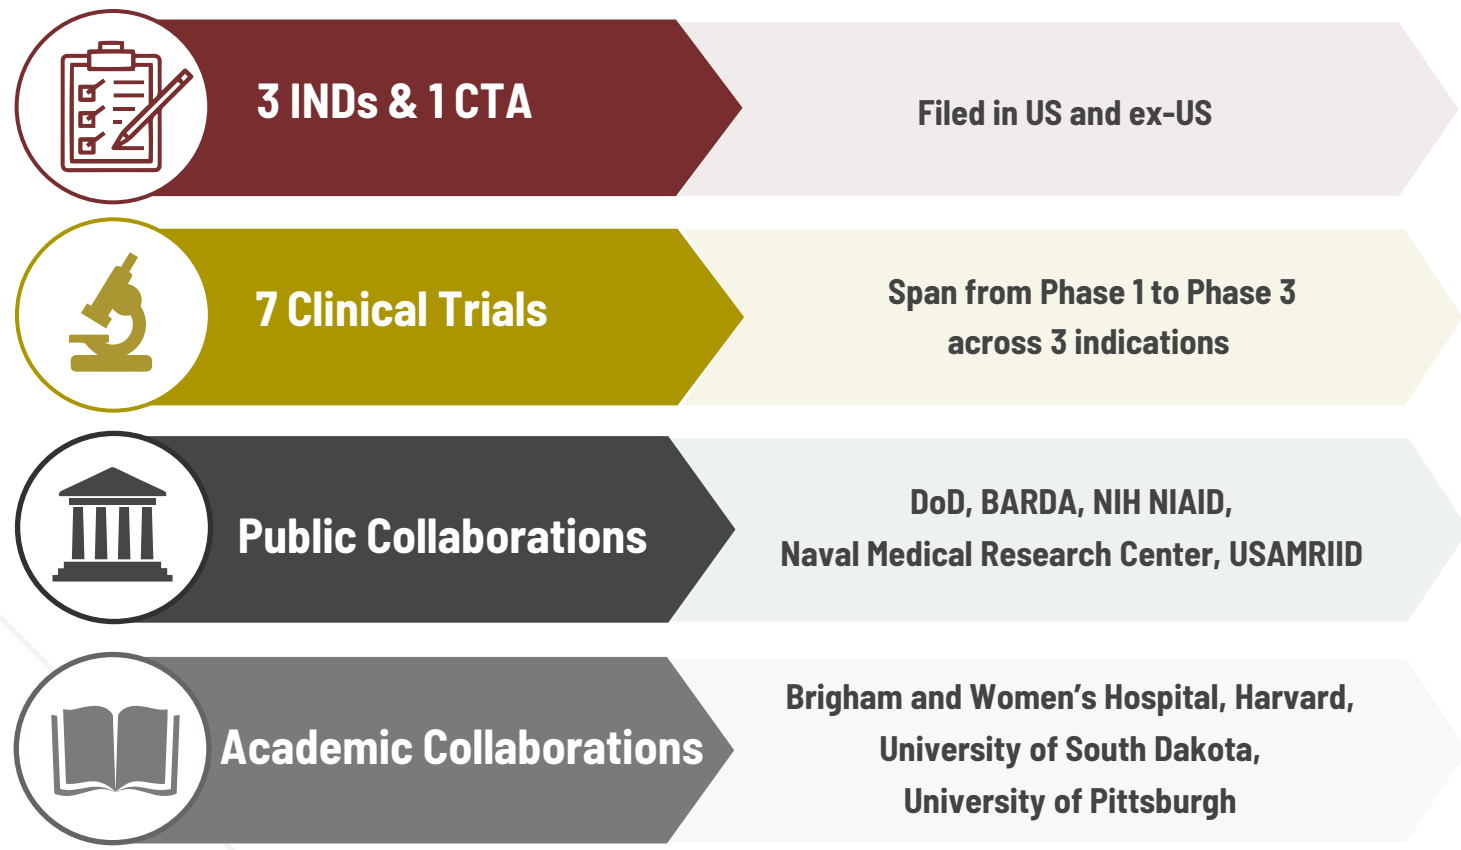 3 INDs & 1 CTA
Filed in US and ex-US
7 Clinical Trials
Span from Phase 1 to Phase 3
across 3 indications
Public Collaborations
DoD, BARDA, NIH NIAID,
Naval Medical Research Center, USAMRIID
Academic Collaborations
Brigham and Women’s Hospital, Harvard,
University of South Dakota,
University of Pittsburgh